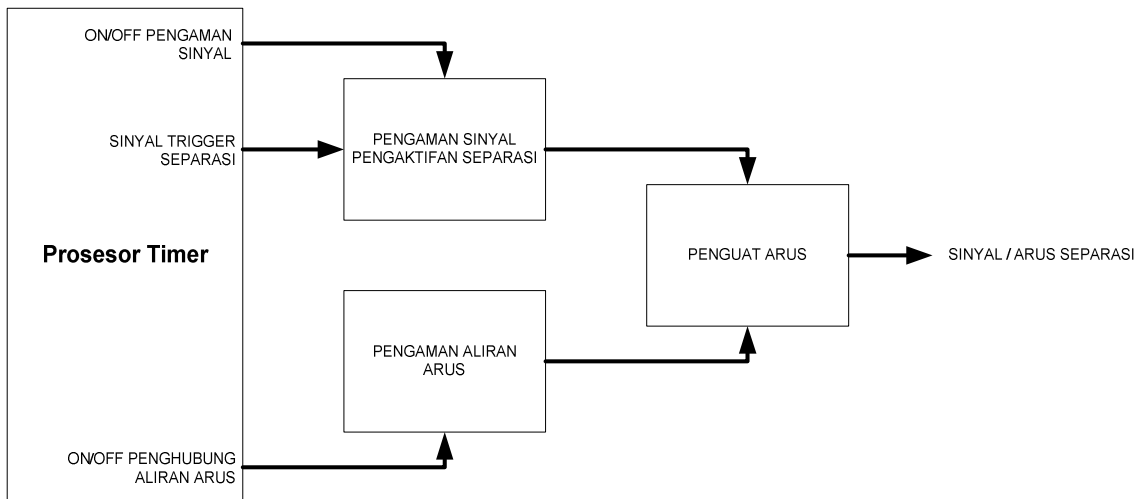 ON/OFF PENGAMAN
SINYAL
SINYAL TRIGGER
SEPARASI
Prosesor Timer
ON/OFF PENGHUBUNG
ALIRAN ARUS
PENGAMAN SINYAL
PENGAKTIFAN SEPARASI
PENGAMAN ALIRAN
ARUS
PENGUAT ARUS
SINYAL / ARUS SEPARASI